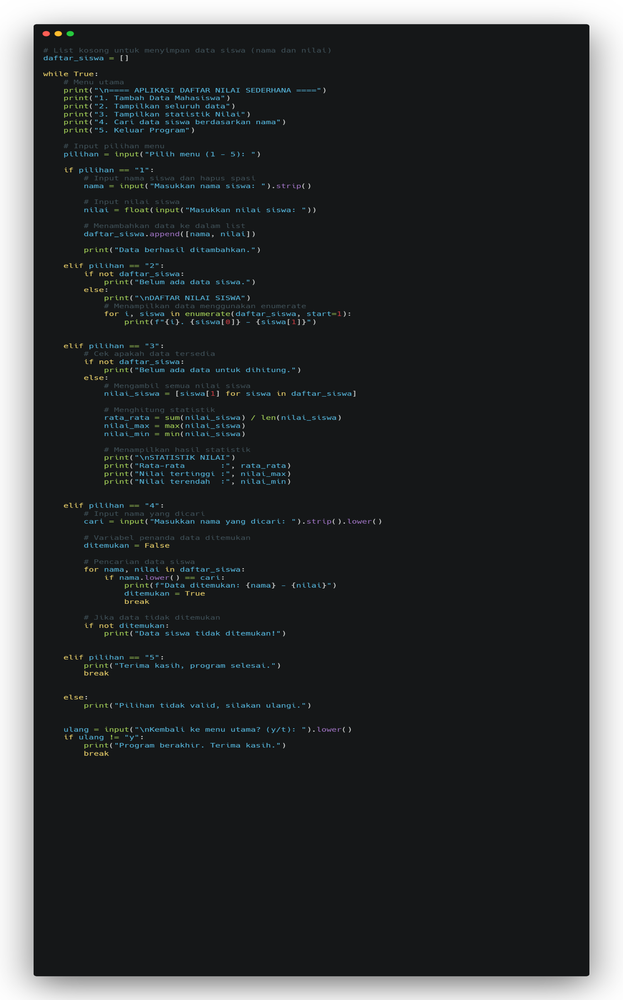 # List kosong untuk menyimpan data siswa (nama dan nilai)
daftar_siswa = []

while True:
    # Menu utama
    print("\n==== APLIKASI DAFTAR NILAI SEDERHANA ====")
    print("1. Tambah Data Mahasiswa")
    print("2. Tampilkan seluruh data")
    print("3. Tampilkan statistik Nilai")
    print("4. Cari data siswa berdasarkan nama")
    print("5. Keluar Program")

    # Input pilihan menu
    pilihan = input("Pilih menu (1 - 5): ")

    if pilihan == "1":
        # Input nama siswa dan hapus spasi
        nama = input("Masukkan nama siswa: ").strip()

        # Input nilai siswa
        nilai = float(input("Masukkan nilai siswa: "))

        # Menambahkan data ke dalam list
        daftar_siswa.append([nama, nilai])

        print("Data berhasil ditambahkan.")

    elif pilihan == "2":
        if not daftar_siswa:
            print("Belum ada data siswa.")
        else:
            print("\nDAFTAR NILAI SISWA")
            # Menampilkan data menggunakan enumerate
            for i, siswa in enumerate(daftar_siswa, start=1):
                print(f"{i}. {siswa[0]} - {siswa[1]}")


    elif pilihan == "3":
        # Cek apakah data tersedia
        if not daftar_siswa:
            print("Belum ada data untuk dihitung.")
        else:
            # Mengambil semua nilai siswa
            nilai_siswa = [siswa[1] for siswa in daftar_siswa]

            # Menghitung statistik
            rata_rata = sum(nilai_siswa) / len(nilai_siswa)
            nilai_max = max(nilai_siswa)
            nilai_min = min(nilai_siswa)

            # Menampilkan hasil statistik
            print("\nSTATISTIK NILAI")
            print("Rata-rata       :", rata_rata)
            print("Nilai tertinggi :", nilai_max)
            print("Nilai terendah  :", nilai_min)


    elif pilihan == "4":
        # Input nama yang dicari
        cari = input("Masukkan nama yang dicari: ").strip().lower()

        # Variabel penanda data ditemukan
        ditemukan = False

        # Pencarian data siswa
        for nama, nilai in daftar_siswa:
            if nama.lower() == cari:
                print(f"Data ditemukan: {nama} - {nilai}")
                ditemukan = True
                break

        # Jika data tidak ditemukan
        if not ditemukan:
            print("Data siswa tidak ditemukan!")


    elif pilihan == "5":
        print("Terima kasih, program selesai.")
        break


    else:
        print("Pilihan tidak valid, silakan ulangi.")


    ulang = input("\nKembali ke menu utama? (y/t): ").lower()
    if ulang != "y":
        print("Program berakhir. Terima kasih.")
        break